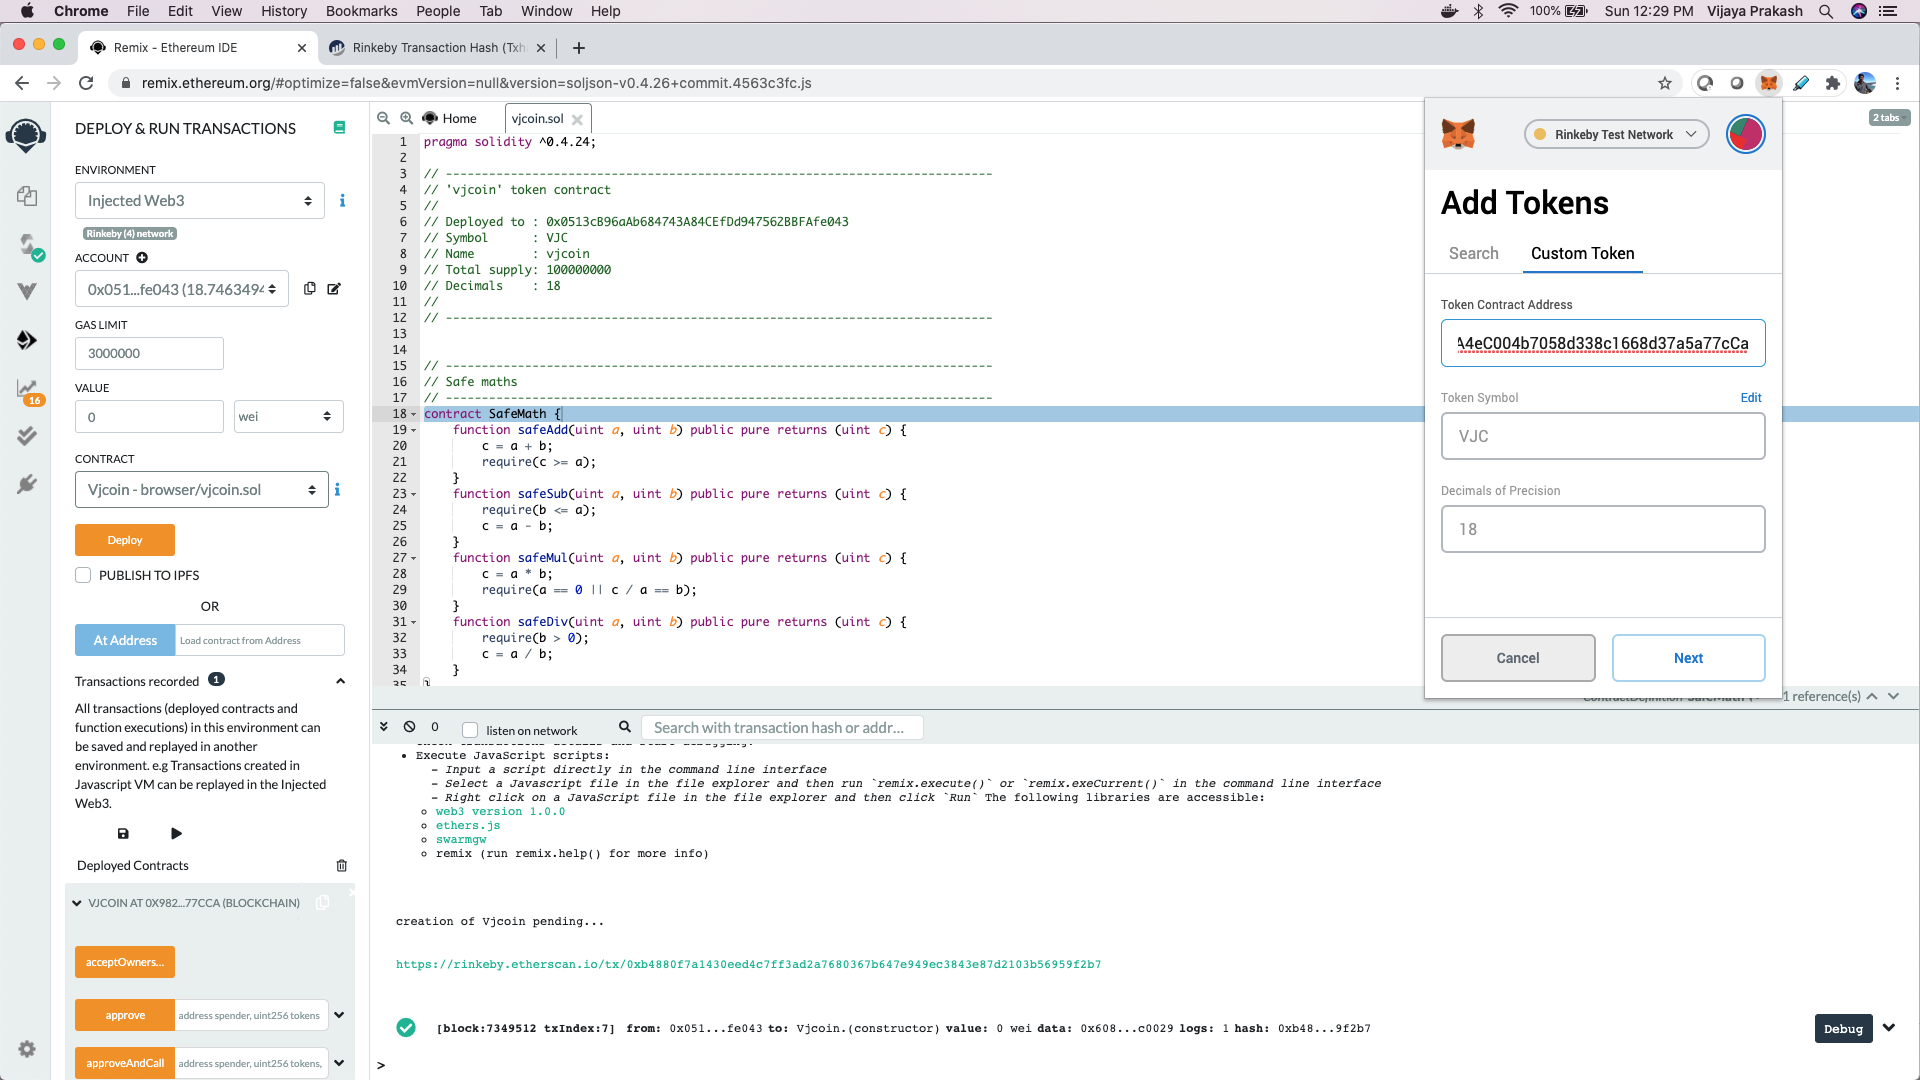 Chrome File Edit View History Bookmarks People Tab Window Help 100% Sun 12:29 PM Vijaya Prakash
Remix - Ethereum IDE
Rinkeby Transaction Hash (Txh
remix.ethereum.org/#optimize=false&evmVersion=null&version=soljson-v0.4.26+commit.4563c3fc.js
2 tabs
DEPLOY & RUN TRANSACTIONS
ENVIRONMENT
Injected Web3
Rinkeby (4) network
ACCOUNT
0x051...fe043 (18.7463494
GAS LIMIT
3000000
VALUE
0
wei
CONTRACT
Vjcoin - browser/vjcoin.sol
Deploy
PUBLISH TO IPFS
OR
At Address
Load contract from Address
Transactions recorded 1
All transactions (deployed contracts and
function executions) in this environment can
be saved and replayed in another
environment. e.g Transactions created in
Javascript VM can be replayed in the Injected
Web3.
Deployed Contracts
VJCOIN AT 0X982...77CCA (BLOCKCHAIN)
acceptOwners...
approve
address spender, uint256 tokens
approveAndCall
address spender, uint256 tokens,
16
Home
vjcoin.sol
1 pragma solidity ^0.4.24;
2
3 // ----------------------------------------------------------------------------
4 // 'vjcoin' token contract
5 //
6 // Deployed to : 0x0513cB96aAb684743A84CEfDd947562BBFAfe043
7 // Symbol      : VJC
8 // Name        : vjcoin
9 // Total supply: 100000000
10 // Decimals    : 18
11 //
12 // ----------------------------------------------------------------------------
13
14
15 // ----------------------------------------------------------------------------
16 // Safe maths
17 // ----------------------------------------------------------------------------
18 contract SafeMath {
19     function safeAdd(uint a, uint b) public pure returns (uint c) {
20         c = a + b;
21         require(c >= a);
22     }
23     function safeSub(uint a, uint b) public pure returns (uint c) {
24         require(b <= a);
25         c = a - b;
26     }
27     function safeMul(uint a, uint b) public pure returns (uint c) {
28         c = a * b;
29         require(a == 0 || c / a == b);
30     }
31     function safeDiv(uint a, uint b) public pure returns (uint c) {
32         require(b > 0);
33         c = a / b;
34     }
35 }
1 reference(s)
Rinkeby Test Network
Add Tokens
Search
Custom Token
Token Contract Address
A4eC004b7058d338c1668d37a5a77cCa
Token Symbol
Edit
VJC
Decimals of Precision
18
Cancel
Next
0
listen on network
Search with transaction hash or addr...
Execute JavaScript scripts:
- Input a script directly in the command line interface
- Select a Javascript file in the file explorer and then run `remix.execute()` or `remix.exeCurrent()` in the command line interface
- Right click on a JavaScript file in the file explorer and then click `Run` The following libraries are accessible:
web3 version 1.0.0
ethers.js
swarmgw
remix (run remix.help() for more info)
creation of Vjcoin pending...
https://rinkeby.etherscan.io/tx/0xb4880f7a1430eed4c7ff3ad2a7680367b647e949ec3843e87d2103b56959f2b7
[block:7349512 txIndex:7] from: 0x051...fe043 to: Vjcoin.(constructor) value: 0 wei data: 0x608...c0029 logs: 1 hash: 0xb48...9f2b7
Debug
>